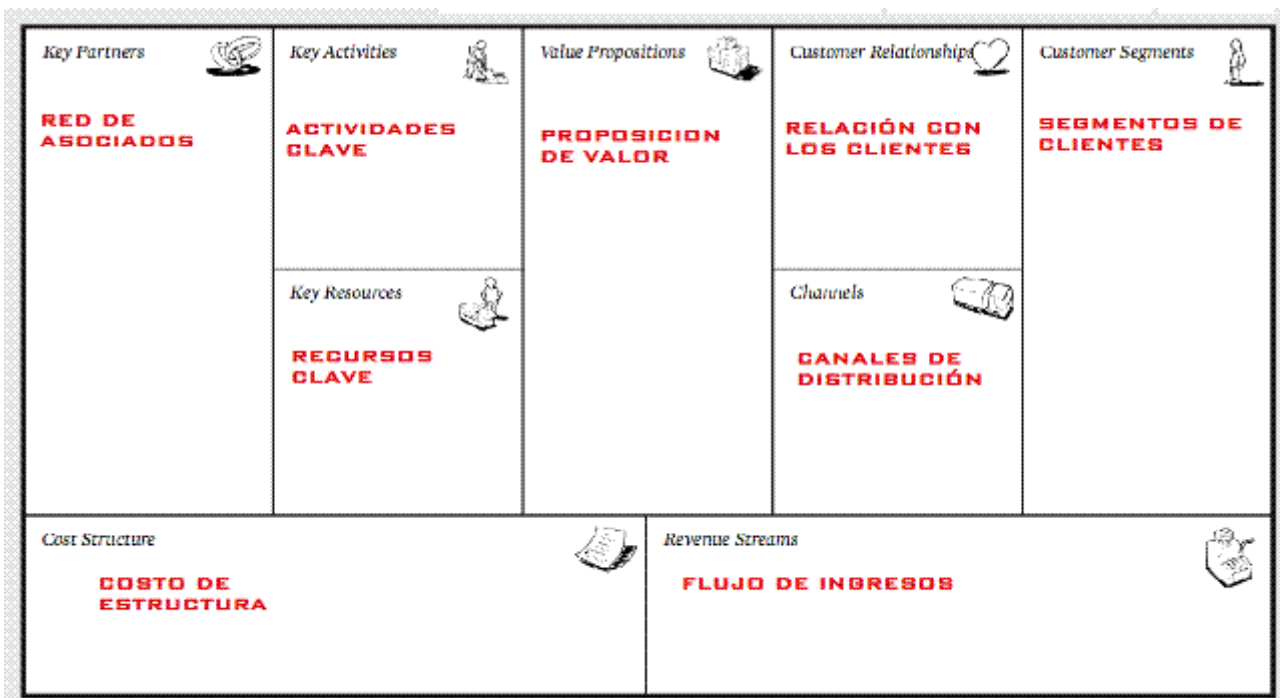 Key Partners
RED DE
ASOCIADOS
Key Activities
ACTIVIDADES
CLAVE
Key Resources
RECURSOS
CLAVE
Value Propositions
PROPOSICION
DE VALOR
Customer Relationships
RELACIÓN CON
LOS CLIENTES
Channels
CANALES DE
DISTRIBUCIÓN
Customer Segments
SEGMENTOS DE
CLIENTES
Cost Structure
COSTO DE
ESTRUCTURA
Revenue Streams
FLUJO DE INGRESOS